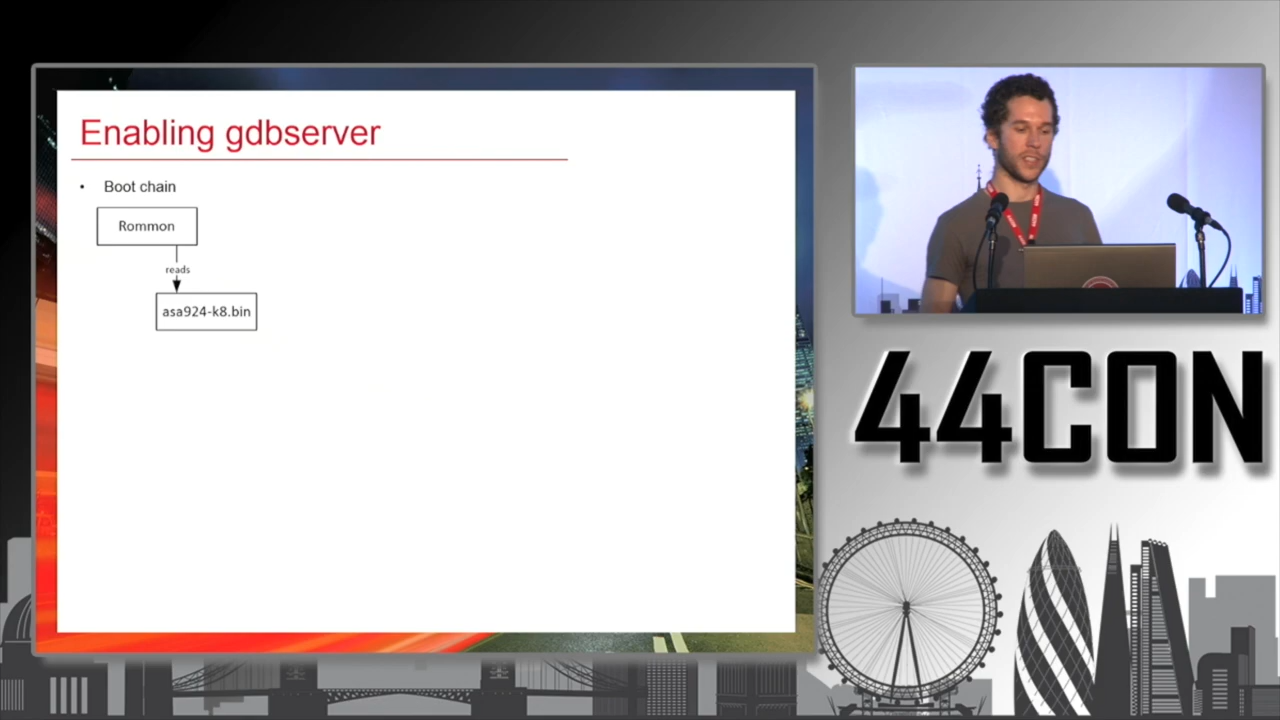 Enabling gdbserver
• Boot chain
Rommon
reads
asa924-k8.bin
44CON